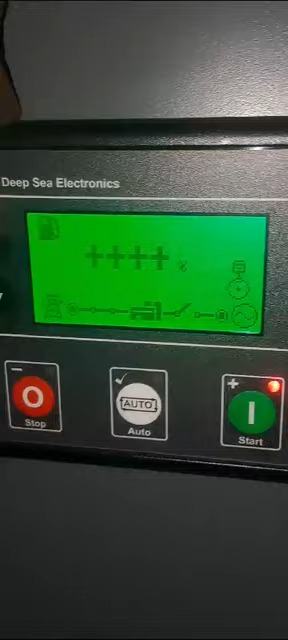 Deep Sea Electronics
++++ %
− O
Stop
✓ AUTO
Auto
+ I
Start